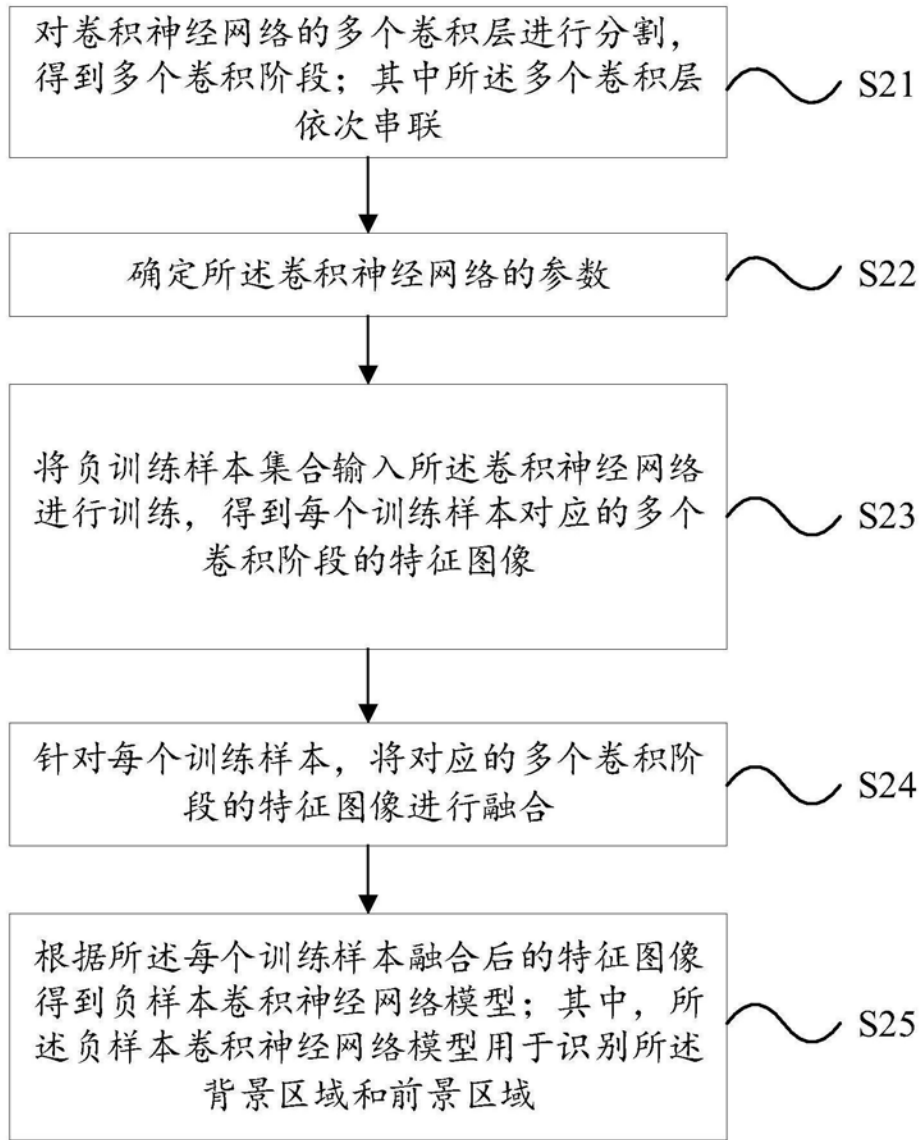 对卷积神经网络的多个卷积层进行分割，
得到多个卷积阶段；其中所述多个卷积层
依次串联
S21
确定所述卷积神经网络的参数
S22
将负训练样本集合输入所述卷积神经网络
进行训练，得到每个训练样本对应的多个
卷积阶段的特征图像
S23
针对每个训练样本，将对应的多个卷积阶
段的特征图像进行融合
S24
根据所述每个训练样本融合后的特征图像
得到负样本卷积神经网络模型；其中，所
述负样本卷积神经网络模型用于识别所述
背景区域和前景区域
S25